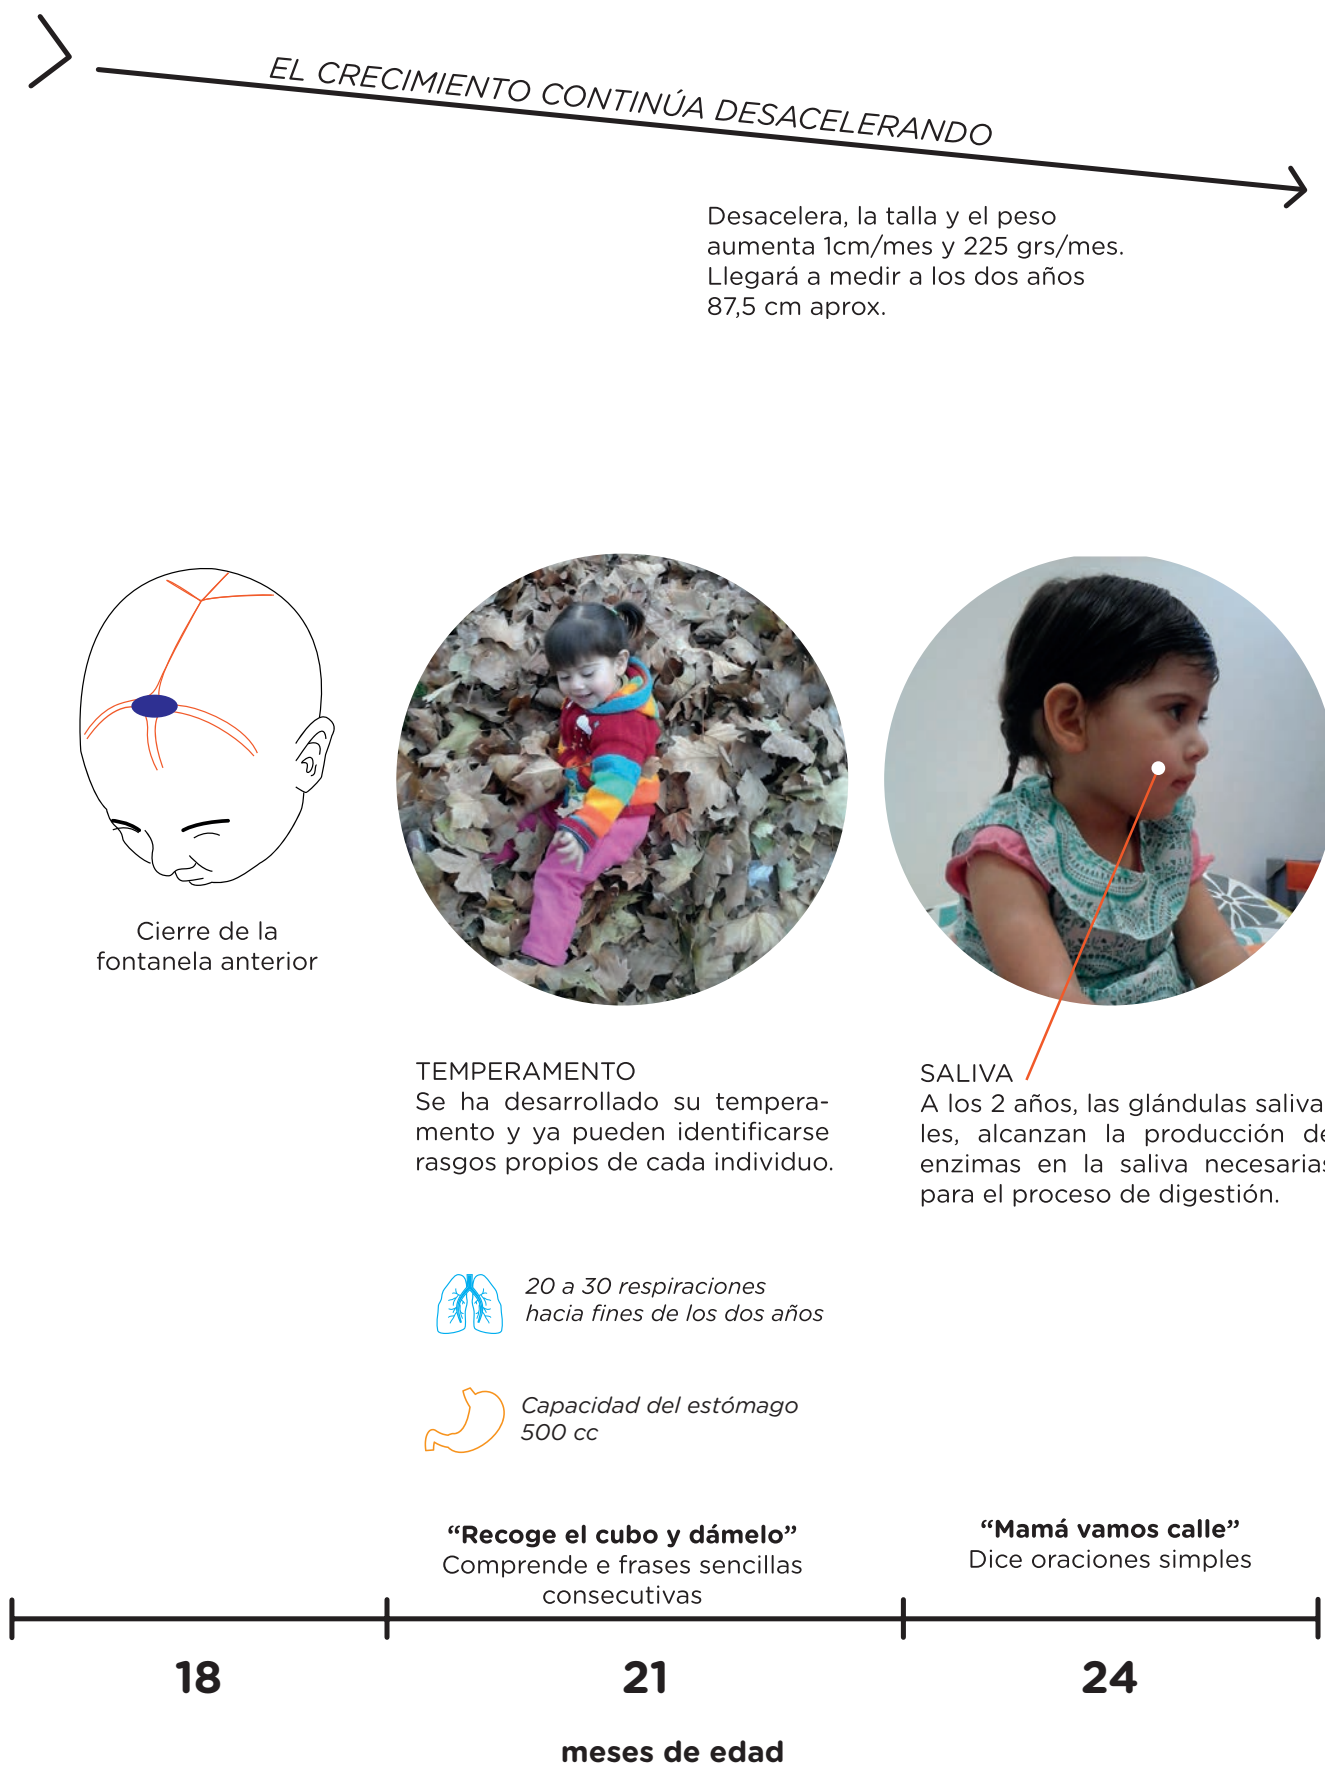 EL CRECIMIENTO CONTINÚA DESACELERANDO
Desacelera, la talla y el peso
aumenta 1cm/mes y 225 grs/mes.
Llegará a medir a los dos años
87,5 cm aprox.
Cierre de la
fontanela anterior
TEMPERAMENTO
Se ha desarrollado su tempera-
mento y ya pueden identificarse
rasgos propios de cada individuo.
SALIVA
A los 2 años, las glándulas saliva
les, alcanzan la producción de
enzimas en la saliva necesarias
para el proceso de digestión.
20 a 30 respiraciones
hacia fines de los dos años
Capacidad del estómago
500 cc
“Recoge el cubo y dámelo”
Comprende e frases sencillas
consecutivas
“Mamá vamos calle”
Dice oraciones simples
18
21
24
meses de edad